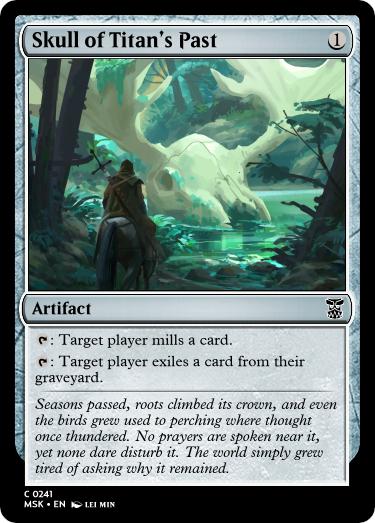 Skull of Titan's Past 1
Artifact
: Target player mills a card.
: Target player exiles a card from their
graveyard.
Seasons passed, roots climbed its crown, and even
the birds grew used to perching where thought
once thundered. No prayers are spoken near it,
yet none dare disturb it. The world simply grew
tired of asking why it remained.
C 0241
MSK • EN LEI MIN